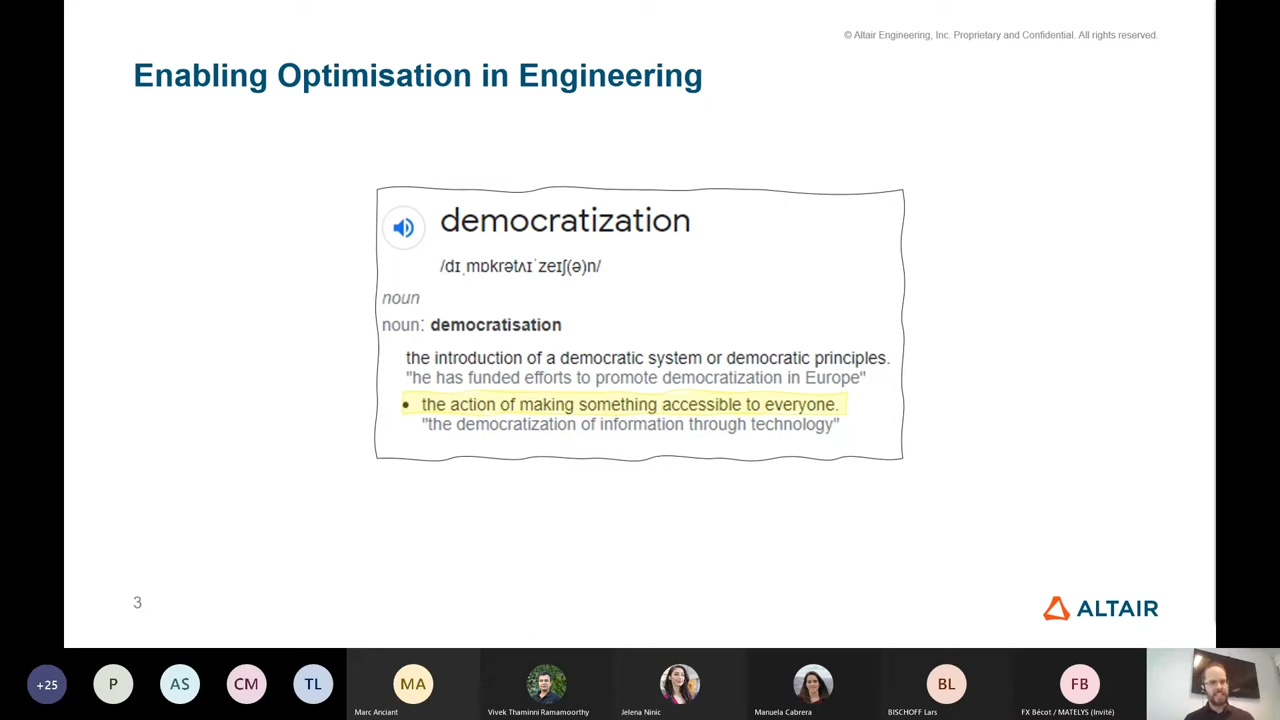 © Altair Engineering, Inc. Proprietary and Confidential. All rights reserved.
Enabling Optimisation in Engineering
democratization
/dɪˌmɒkrətʌɪˈzeɪʃ(ə)n/
noun
noun: democratisation
the introduction of a democratic system or democratic principles.
"he has funded efforts to promote democratization in Europe"
• the action of making something accessible to everyone.
"the democratization of information through technology"
3
ALTAIR
+25
P
AS
CM
TL
MA
BL
FB
Marc Anciant
Vivek Thaminni Ramamoorthy
Jelena Ninic
Manuela Cabrera
BISCHOFF Lars
FX Bécot / MATELYS (Invité)